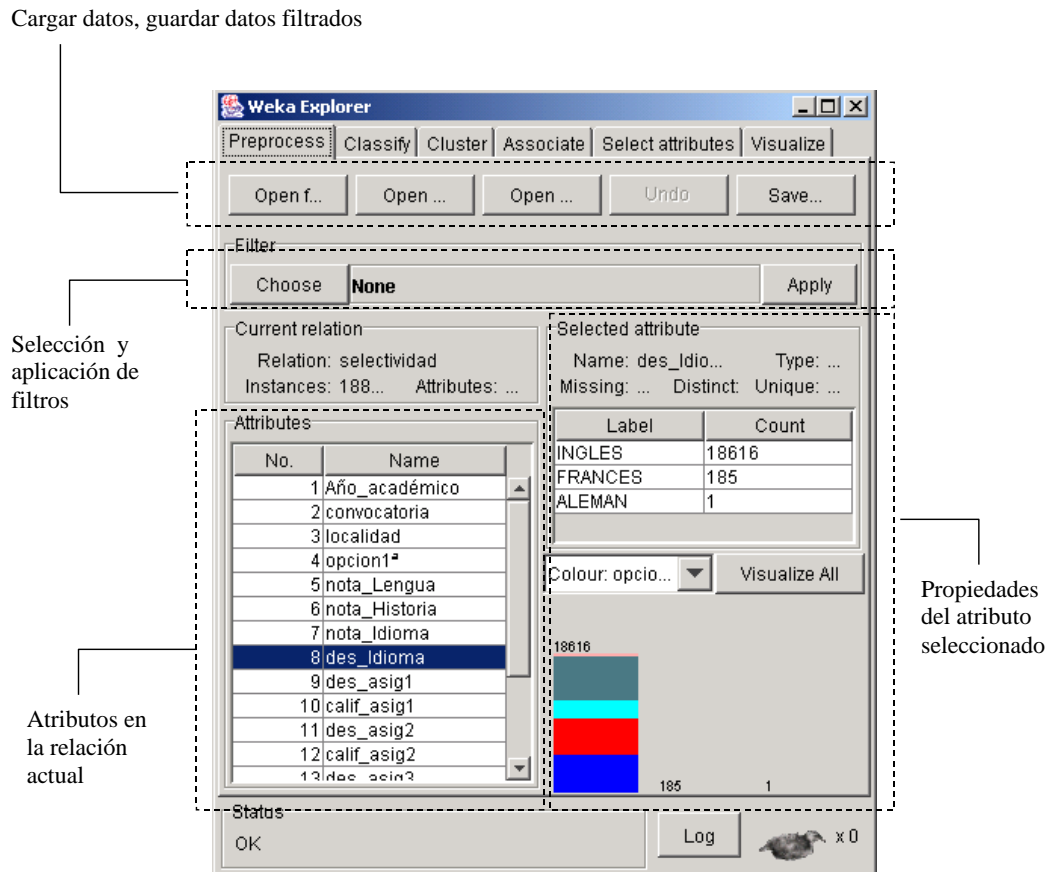 Cargar datos, guardar datos filtrados
Weka Explorer
Preprocess Classify Cluster Associate Select attributes Visualize
Open f... Open ... Open ... Undo Save...
Filter
Choose None Apply
Selección y
aplicación de
filtros
Current relation
Relation: selectividad
Instances: 188... Attributes: ...
Selected attribute
Name: des_Idio... Type: ...
Missing: ... Distinct: Unique: ...
Label Count
INGLES 18616
FRANCES 185
ALEMAN 1
Attributes
No. Name
1 Año_académico
2 convocatoria
3 localidad
4 opcion1ª
5 nota_Lengua
6 nota_Historia
7 nota_Idioma
8 des_Idioma
9 des_asig1
10 calif_asig1
11 des_asig2
12 calif_asig2
13 des_asig3
Colour: opcio... Visualize All
18616
185
1
Propiedades
del atributo
seleccionado
Atributos en
la relación
actual
Status
OK
Log
x 0